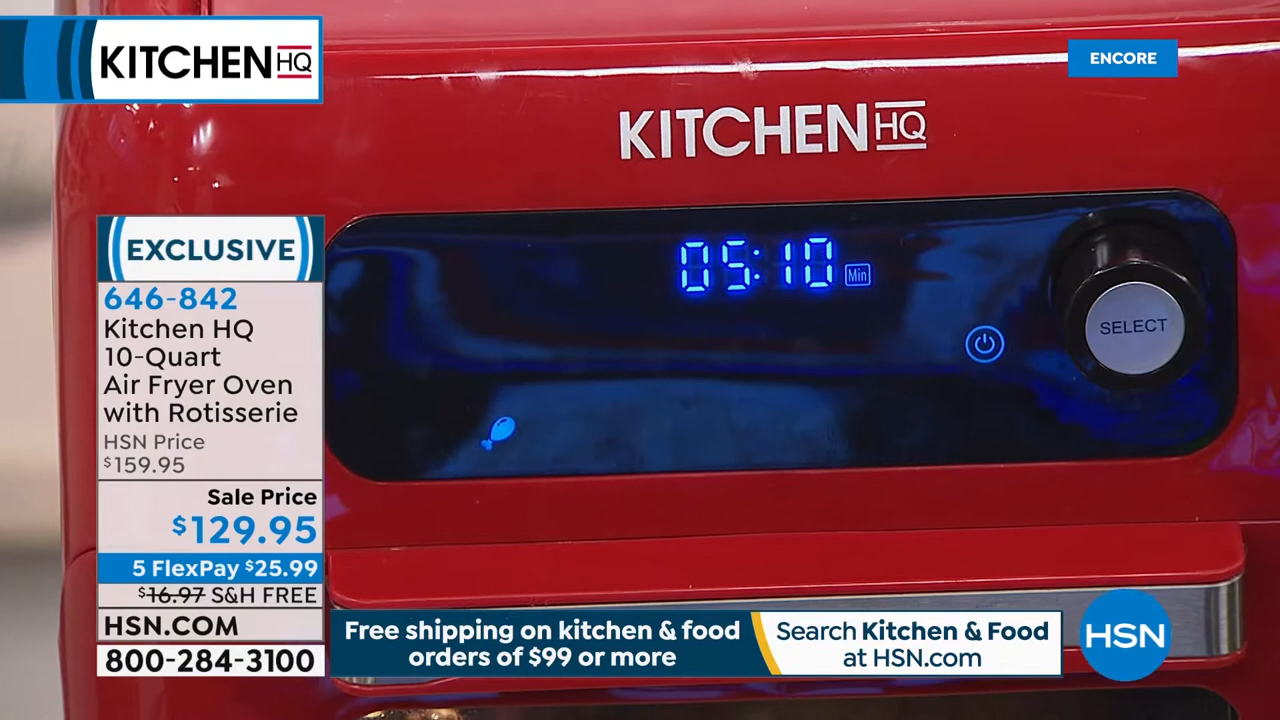 KITCHEN HQ
ENCORE
KITCHEN HQ
05:10 Min
SELECT
EXCLUSIVE
646-842
Kitchen HQ
10-Quart
Air Fryer Oven
with Rotisserie
HSN Price
$159.95
Sale Price
$129.95
5 FlexPay $25.99
$16.97 S&H FREE
HSN.COM
800-284-3100
Free shipping on kitchen & food
orders of $99 or more
Search Kitchen & Food
at HSN.com
HSN